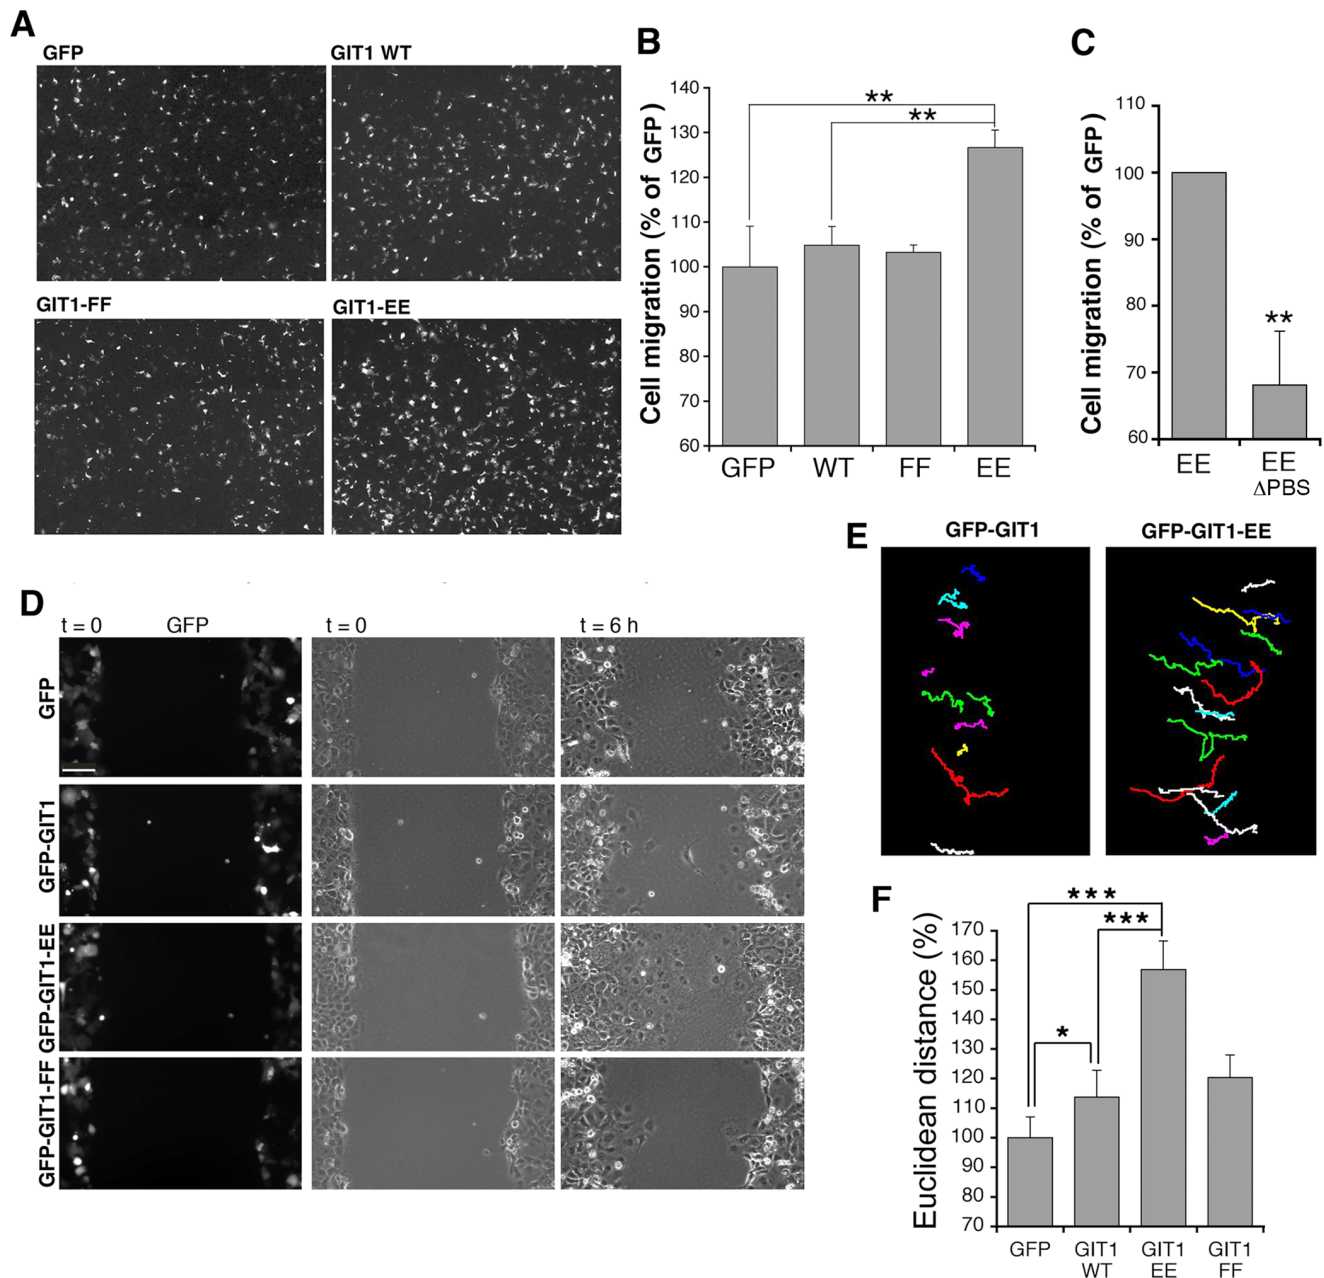 A
GFP
GIT1 WT
GIT1-FF
GIT1-EE
B
Cell migration (% of GFP)
140
130
120
110
100
90
80
70
60
**
**
GFP
WT
FF
EE
C
Cell migration (% of GFP )
110
100
90
80
70
60
**
EE
EE
ΔPBS
D
t = 0
GFP
t = 0
t = 6 h
GFP
GFP-GIT1
GFP-GIT1-EE
GFP-GIT1-FF
E
GFP-GIT1
GFP-GIT1-EE
F
Euclidean distance (%)
170
160
150
140
130
120
110
100
90
80
70
***
***
*
GFP
GIT1
WT
GIT1
EE
GIT1
FF